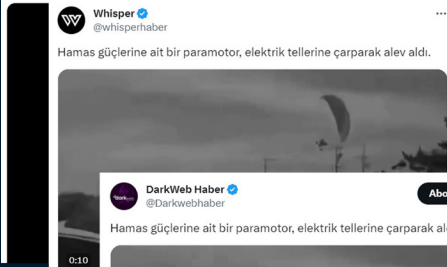 Whisper
@whisperhaber
Hamas güçlerine ait bir paramotor, elektrik tellerine çarparak alev aldı.
DarkWeb Haber
@Darkwebhaber
Abo
Hamas güçlerine ait bir paramotor, elektrik tellerine çarparak al
0:10